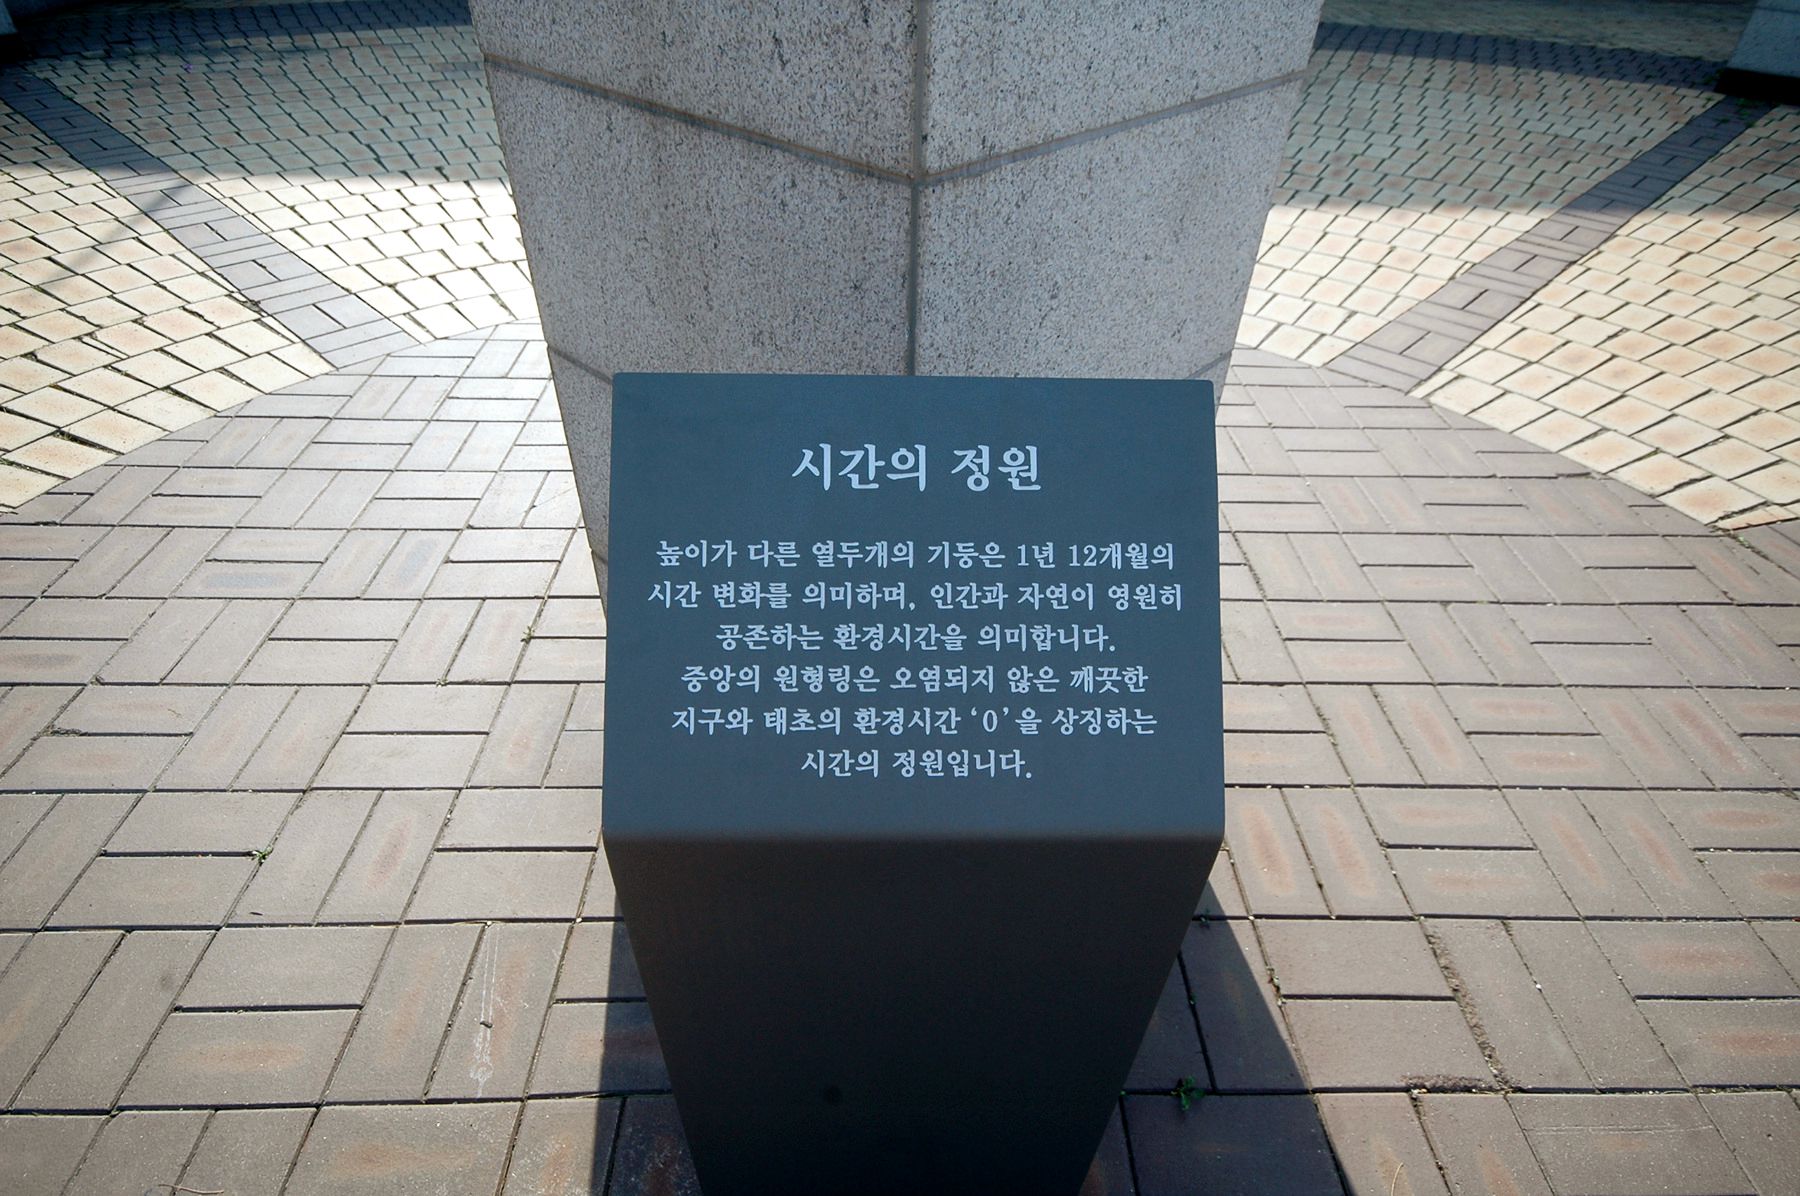 시간의 정원
높이가 다른 열두개의 기둥은 1년 12개월의
시간 변화를 의미하며, 인간과 자연이 영원히
공존하는 환경시간을 의미합니다.
중앙의 원형링은 오염되지 않은 깨끗한
지구와 태초의 환경시간 ‘0’을 상징하는
시간의 정원입니다.